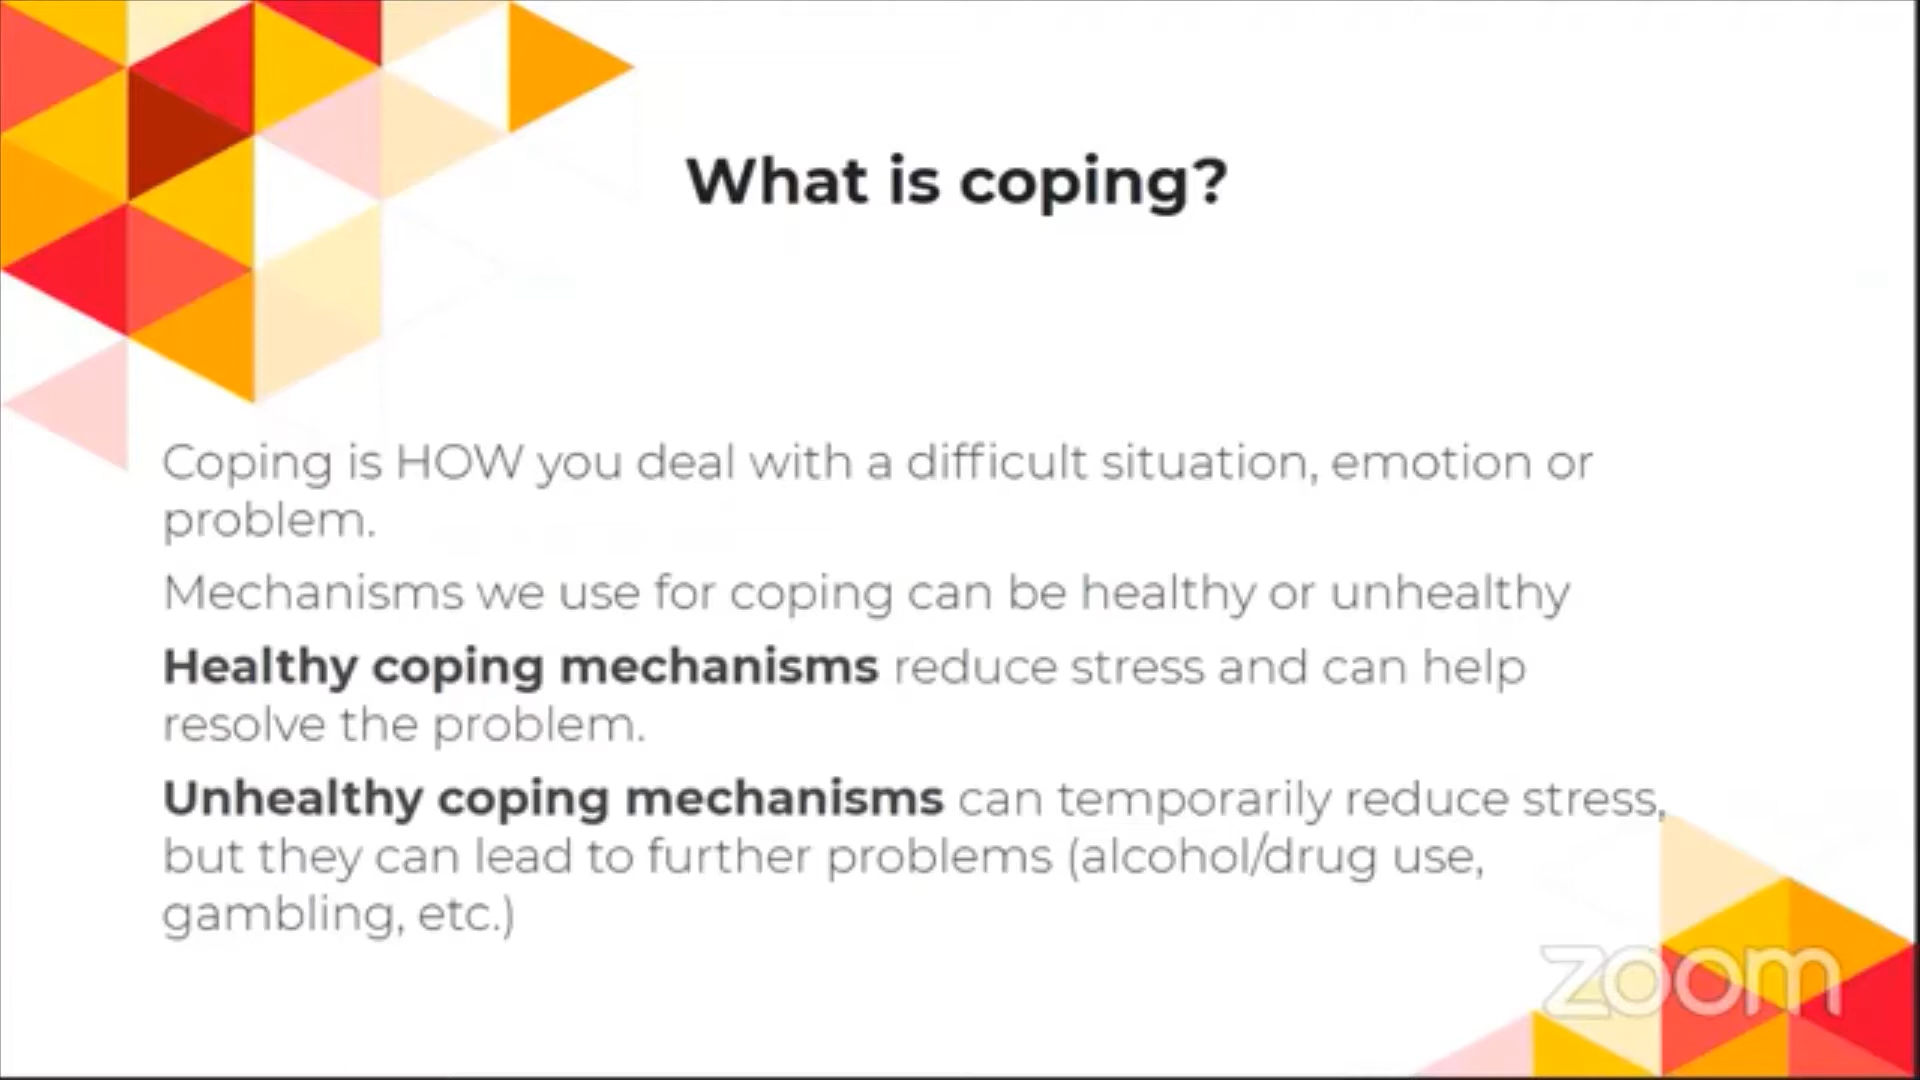 What is coping?
Coping is HOW you deal with a difficult situation, emotion or
problem.
Mechanisms we use for coping can be healthy or unhealthy
Healthy coping mechanisms reduce stress and can help
resolve the problem.
Unhealthy coping mechanisms can temporarily reduce stress,
but they can lead to further problems (alcohol/drug use,
gambling, etc.)
zoom